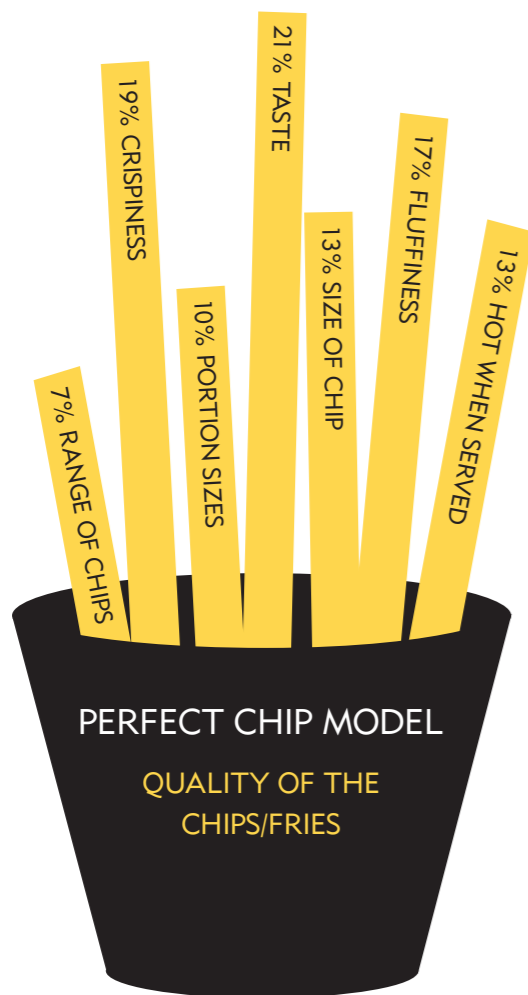 7% RANGE OF CHIPS
19% CRISPINESS
10% PORTION SIZES
21% TASTE
13% SIZE OF CHIP
17% FLUFFINESS
13% HOT WHEN SERVED
PERFECT CHIP MODEL
QUALITY OF THE
CHIPS/FRIES